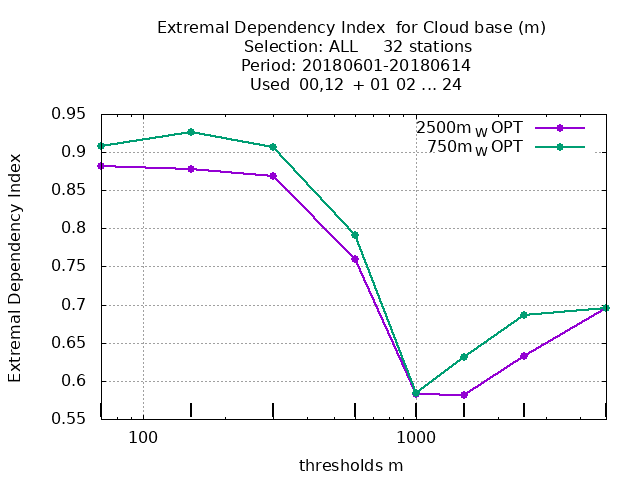 Extremal Dependency Index  for Cloud base (m)
Selection: ALL     32 stations
Period: 20180601-20180614
Used  00,12  + 01 02 ... 24
Extremal Dependency Index
0.95
0.9
0.85
0.8
0.75
0.7
0.65
0.6
0.55
2500m W OPT
750m W OPT
100
1000
thresholds m